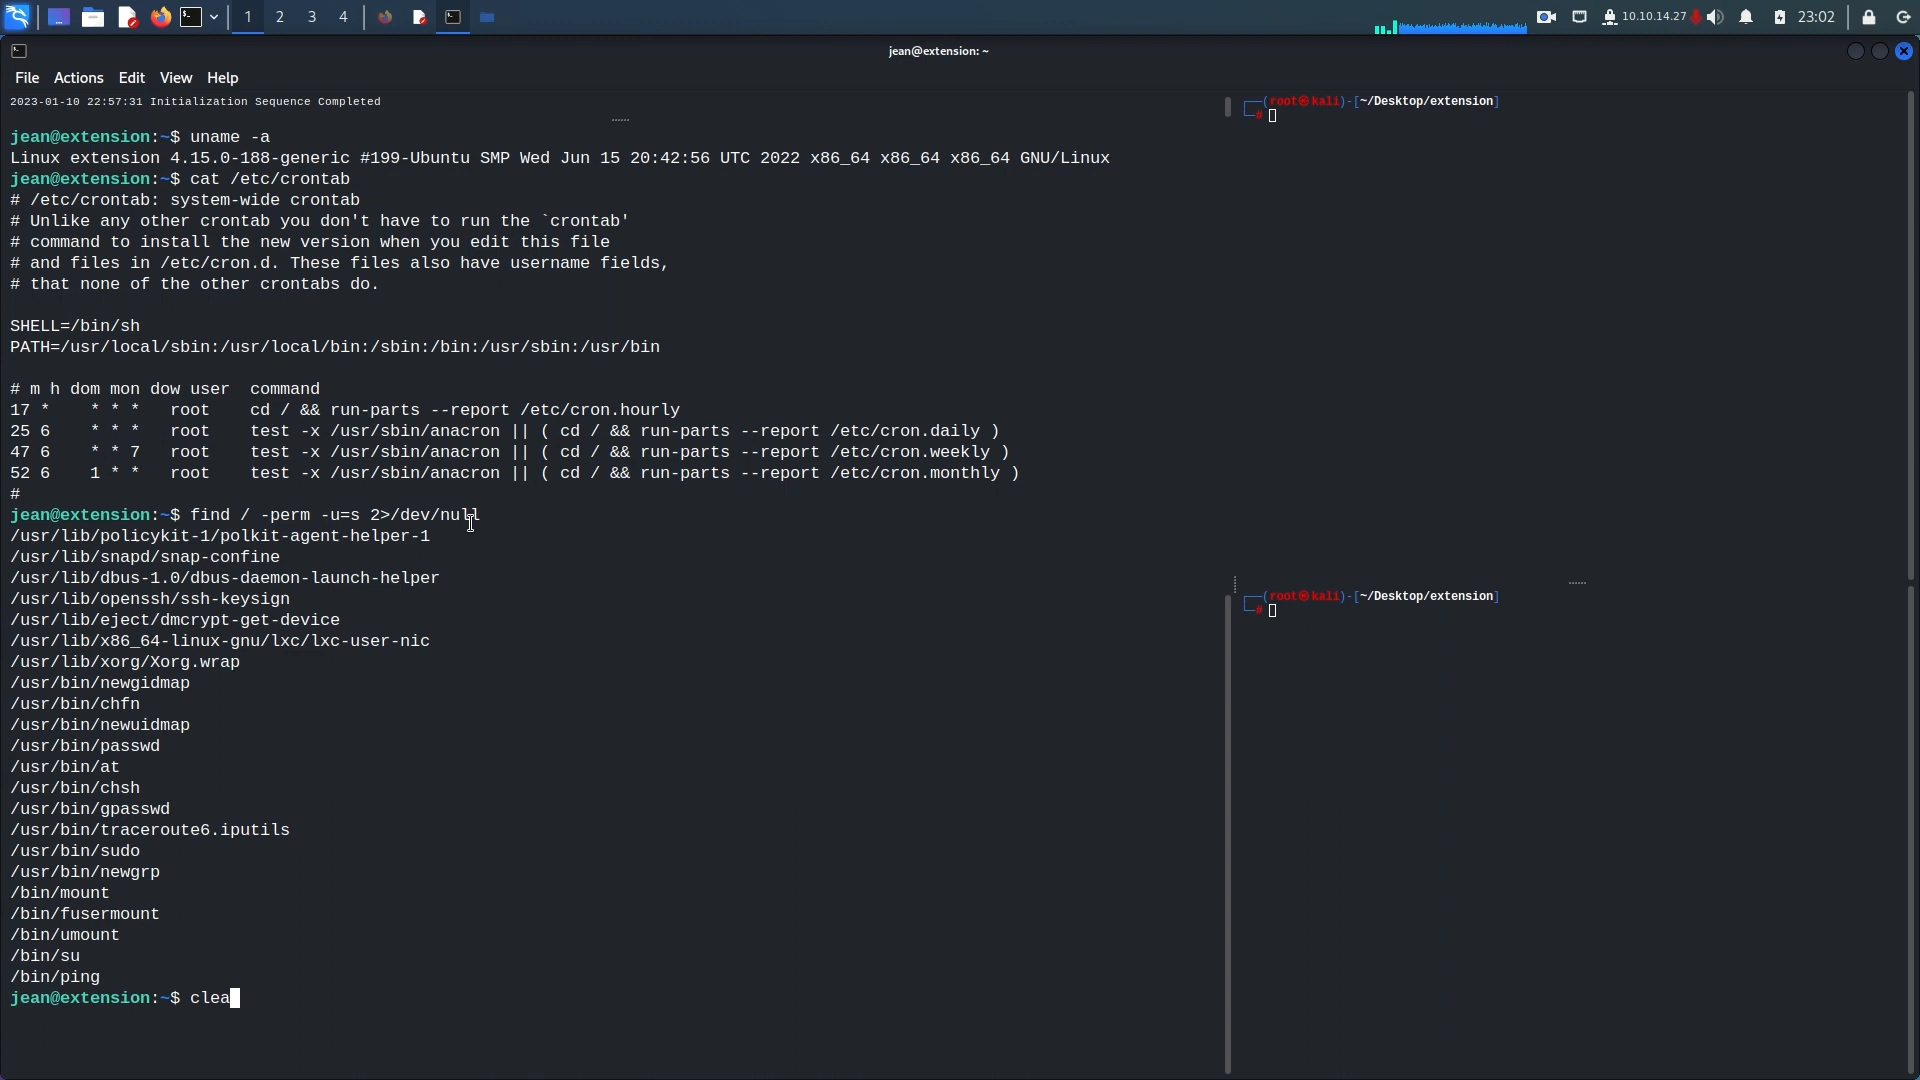 1 2 3 4
10.10.14.27
23:02
jean@extension: ~
File Actions Edit View Help
2023-01-10 22:57:31 Initialization Sequence Completed
jean@extension:~$ uname -a
Linux extension 4.15.0-188-generic #199-Ubuntu SMP Wed Jun 15 20:42:56 UTC 2022 x86_64 x86_64 x86_64 GNU/Linux
jean@extension:~$ cat /etc/crontab
# /etc/crontab: system-wide crontab
# Unlike any other crontab you don't have to run the `crontab'
# command to install the new version when you edit this file
# and files in /etc/cron.d. These files also have username fields,
# that none of the other crontabs do.
SHELL=/bin/sh
PATH=/usr/local/sbin:/usr/local/bin:/sbin:/bin:/usr/sbin:/usr/bin
# m h dom mon dow user  command
17 *    * * *   root    cd / && run-parts --report /etc/cron.hourly
25 6    * * *   root    test -x /usr/sbin/anacron || ( cd / && run-parts --report /etc/cron.daily )
47 6    * * 7   root    test -x /usr/sbin/anacron || ( cd / && run-parts --report /etc/cron.weekly )
52 6    1 * *   root    test -x /usr/sbin/anacron || ( cd / && run-parts --report /etc/cron.monthly )
#
jean@extension:~$ find / -perm -u=s 2>/dev/null
/usr/lib/policykit-1/polkit-agent-helper-1
/usr/lib/snapd/snap-confine
/usr/lib/dbus-1.0/dbus-daemon-launch-helper
/usr/lib/openssh/ssh-keysign
/usr/lib/eject/dmcrypt-get-device
/usr/lib/x86_64-linux-gnu/lxc/lxc-user-nic
/usr/lib/xorg/Xorg.wrap
/usr/bin/newgidmap
/usr/bin/chfn
/usr/bin/newuidmap
/usr/bin/passwd
/usr/bin/at
/usr/bin/chsh
/usr/bin/gpasswd
/usr/bin/traceroute6.iputils
/usr/bin/sudo
/usr/bin/newgrp
/bin/mount
/bin/fusermount
/bin/umount
/bin/su
/bin/ping
jean@extension:~$ clea
┌──(root㉿kali)-[~/Desktop/extension]
└─#
┌──(root㉿kali)-[~/Desktop/extension]
└─#